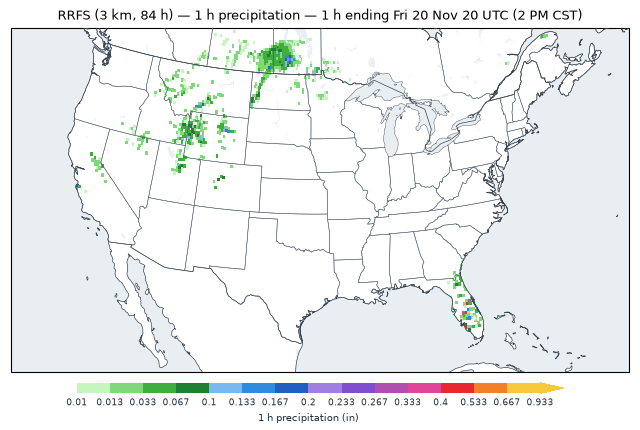 RRFS (3 km, 84 h) — 1 h precipitation — 1 h ending Fri 20 Nov 20 UTC (2 PM CST)
0.01 0.013 0.033 0.067 0.1 0.133 0.167 0.2 0.233 0.267 0.333 0.4 0.533 0.667 0.933
1 h precipitation (in)